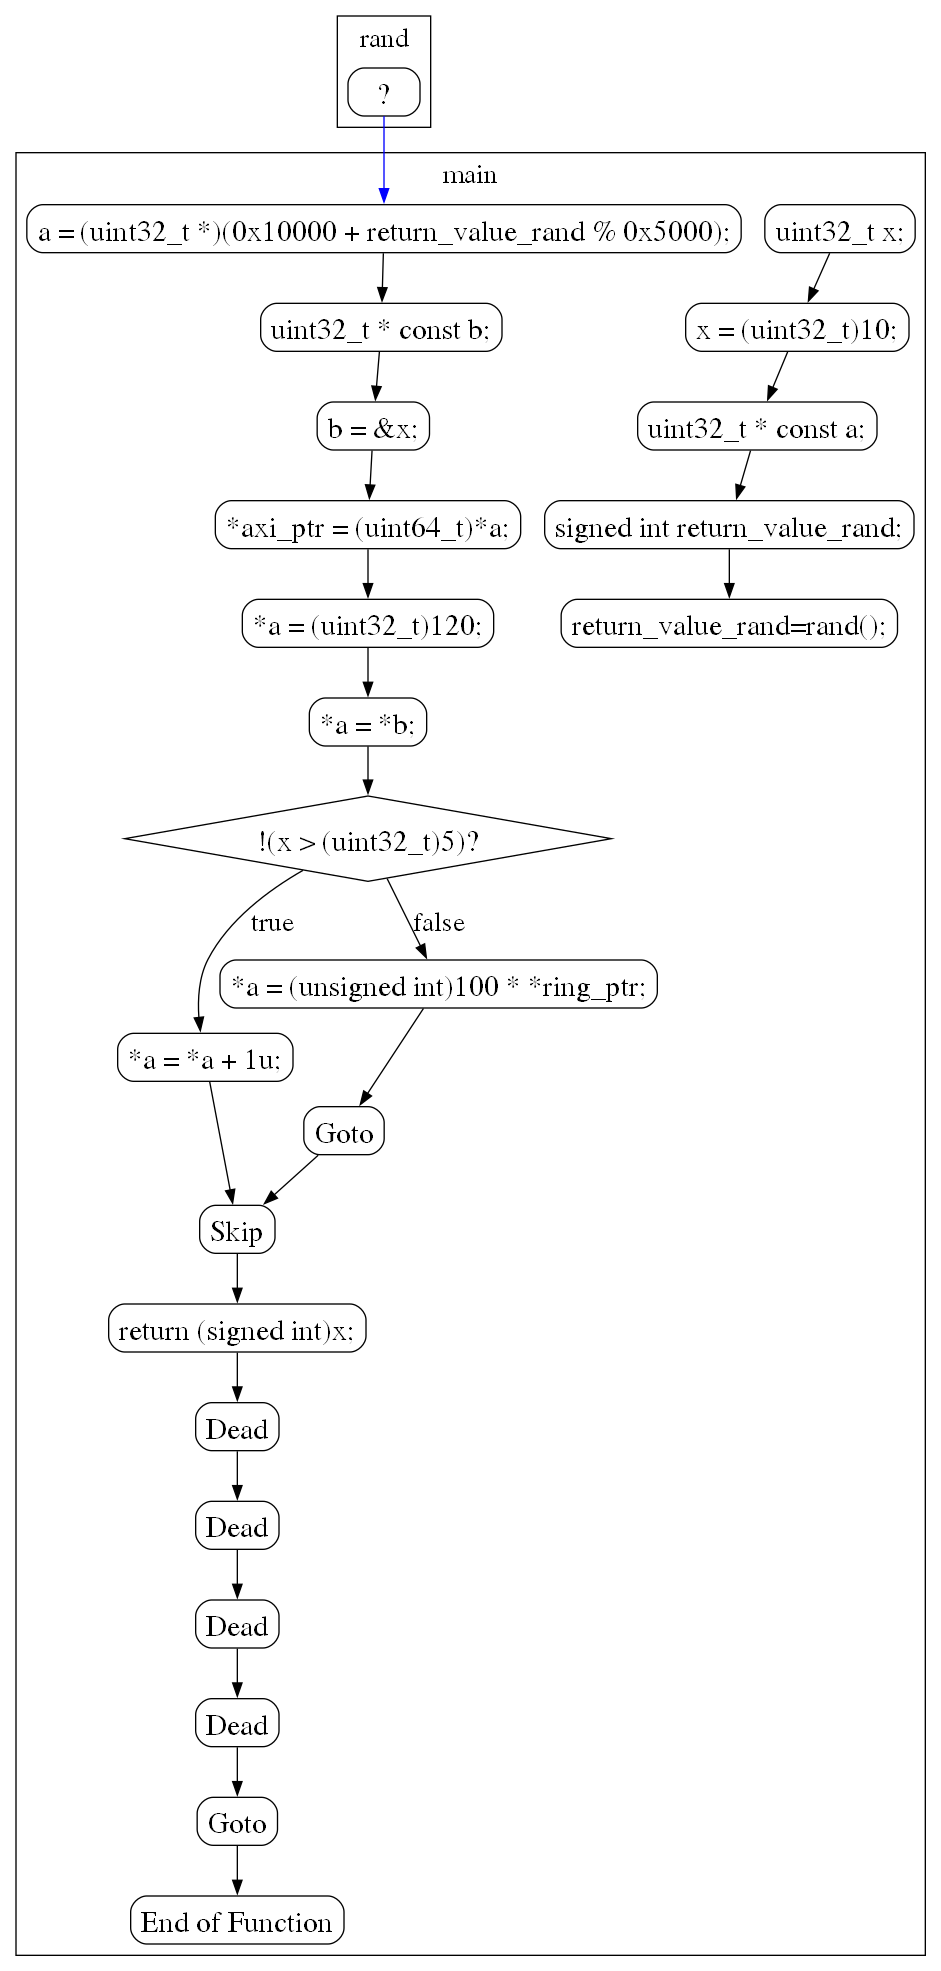 rand
?
main
a = (uint32_t *)(0x10000 + return_value_rand % 0x5000);
uint32_t x;
uint32_t * const b;
x = (uint32_t)10;
b = &x;
uint32_t * const a;
*axi_ptr = (uint64_t)*a;
signed int return_value_rand;
*a = (uint32_t)120;
return_value_rand=rand();
*a = *b;
!(x > (uint32_t)5)?
true
false
*a = (unsigned int)100 * *ring_ptr;
*a = *a + 1u;
Goto
Skip
return (signed int)x;
Dead
Dead
Dead
Dead
Goto
End of Function